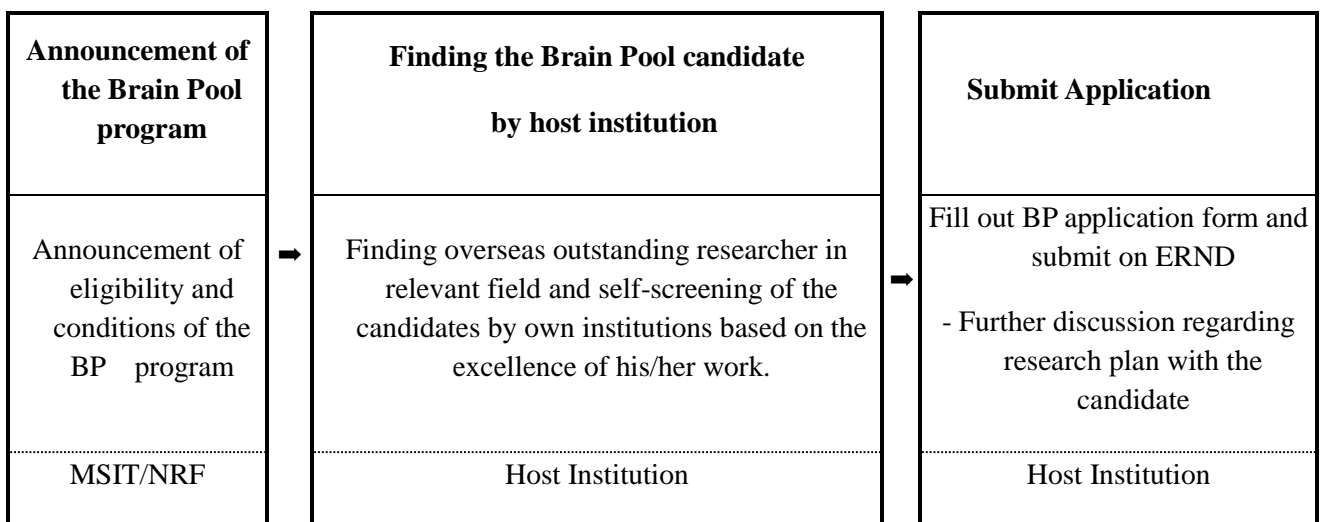 Announcement of
the Brain Pool
program
Announcement of
eligibility and
conditions of the
BP program
MSIT/NRF
➡
Finding the Brain Pool candidate
by host institution
Finding overseas outstanding researcher in
relevant field and self-screening of the
candidates by own institutions based on the
excellence of his/her work.
Host Institution
➡
Submit Application
Fill out BP application form and
submit on ERND
- Further discussion regarding
research plan with the
candidate
Host Institution